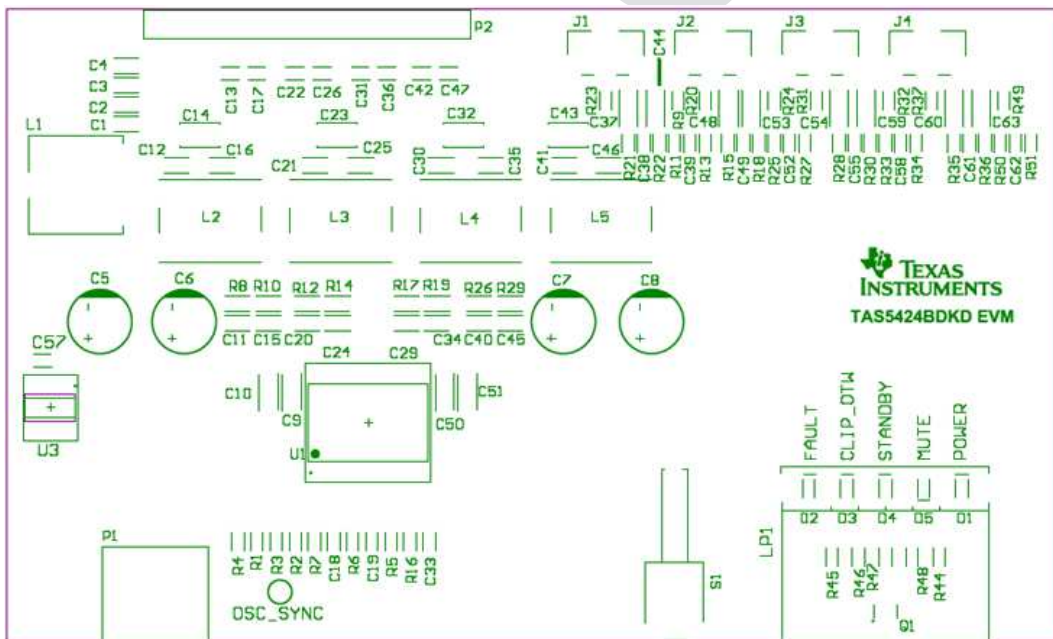 P2
J1
J2
J3
J4
C44
C4
C3
C2
C1
L1
C13
C17
C22
C26
C31
C36
C42
C47
R23
C37
R9
R20
C48
C53
R24
R31
C54
C59
R32
R37
C60
C63
R49
C14
C23
C32
C43
C12
C16
C21
C25
C30
C35
C41
C46
R21
C38
R22
R11
C39
R13
R15
C49
R18
R25
C52
R27
R28
C55
R30
R33
C58
R34
R35
C61
R36
R50
C62
R51
L2
L3
L4
L5
TEXAS
INSTRUMENTS
TAS5424BDKD EVM
C5
C6
R8
R10
R12
R14
R17
R19
R26
R29
C7
C8
C11
C15
C20
C34
C40
C45
C57
C24
C29
C10
C9
C50
C51
U3
U1
FAULT
CLIP_OTW
STANDBY
MUTE
POWER
D2
D3
D4
D5
D1
LP1
P1
R4
R1
R3
R2
R7
C18
R6
C19
R5
R16
C33
S1
R45
R46
R47
R48
R44
OSC_SYNC
Q1